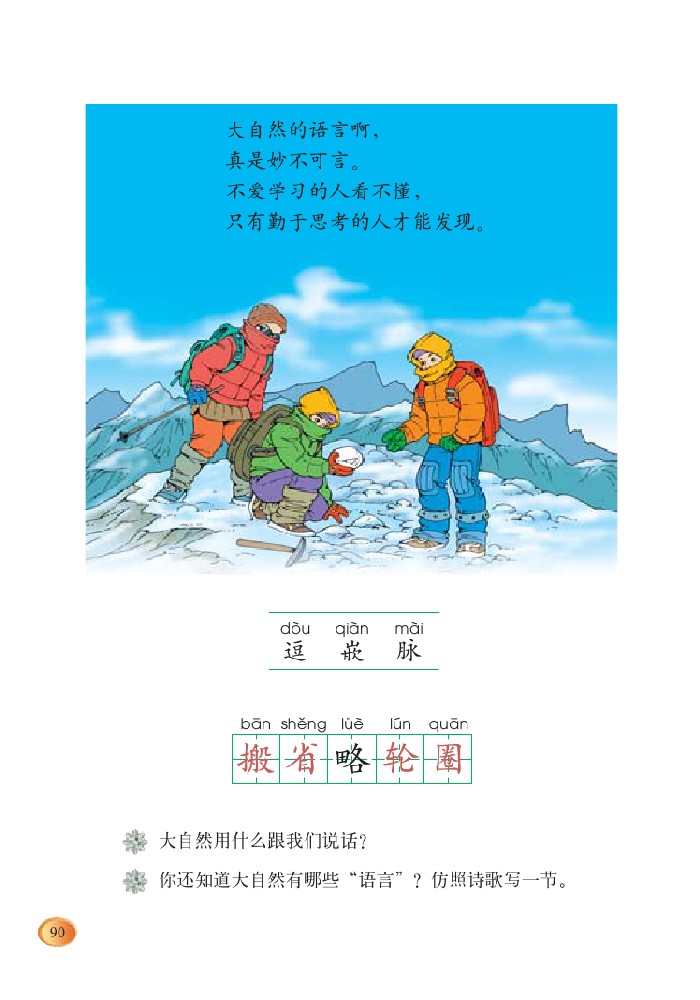 大自然的语言啊，
真是妙不可言。
不爱学习的人看不懂，
只有勤于思考的人才能发现。
dòu qiàn mài
逗 嵌 脉
bān shěng lüè lún quān
搬 省 略 轮 圈
大自然用什么跟我们说话？
你还知道大自然有哪些“语言”？仿照诗歌写一节。
90